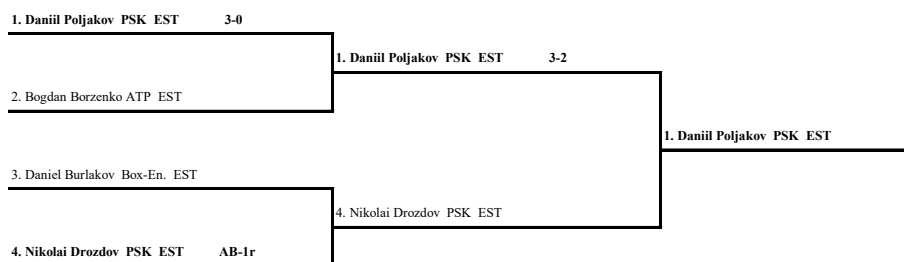 1. Daniil Poljakov PSK EST 3-0
1. Daniil Poljakov PSK EST 3-2
2. Bogdan Borzenko ATP EST
1. Daniil Poljakov PSK EST
3. Daniel Burlakov Box-En. EST
4. Nikolai Drozdov PSK EST
4. Nikolai Drozdov PSK EST AB-1r